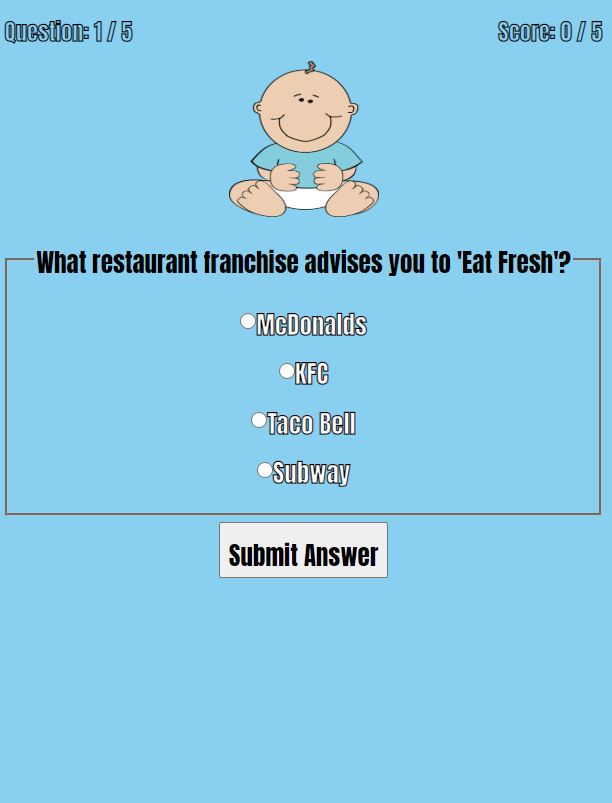 Question: 1 / 5
Score: 0 / 5
What restaurant franchise advises you to 'Eat Fresh'?
McDonalds
KFC
Taco Bell
Subway
Submit Answer